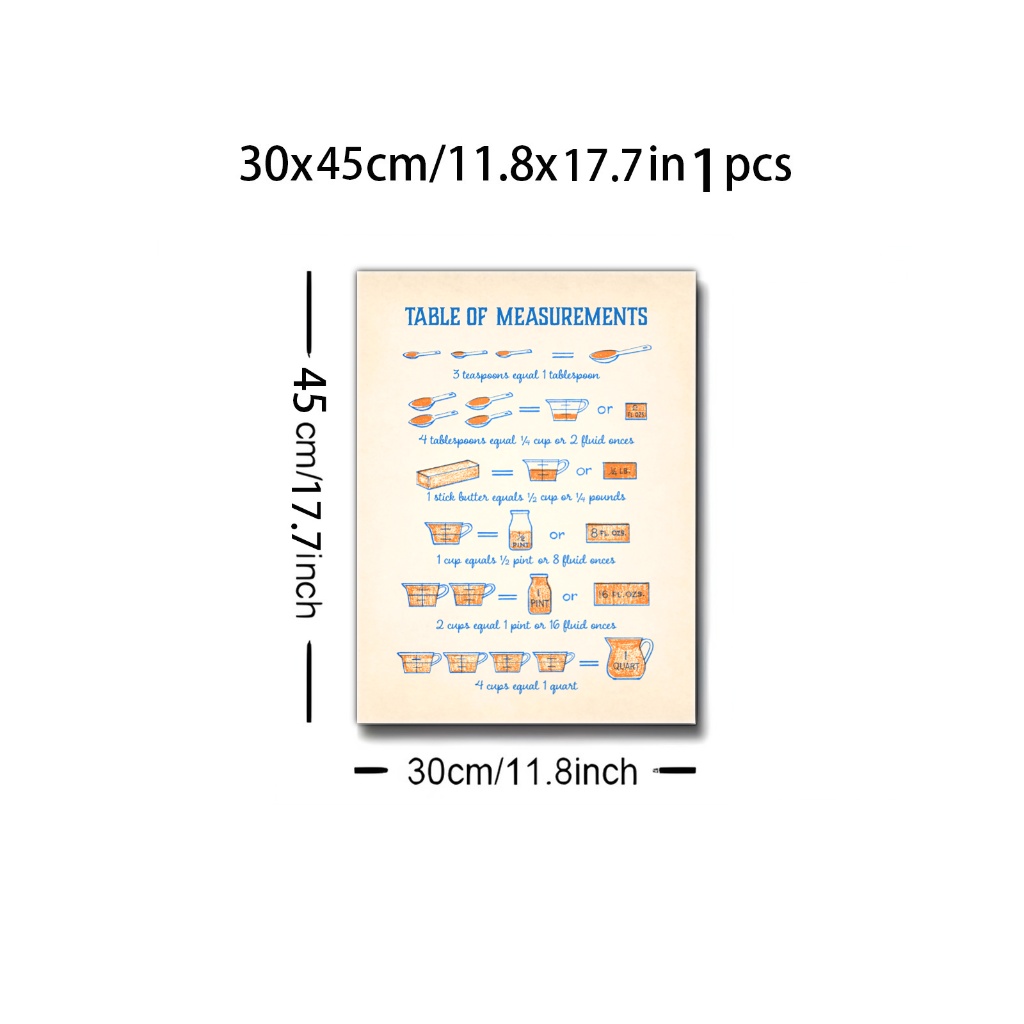 30x45cm/11.8x17.7in 1 pcs
45cm/17.7inch
TABLE OF MEASUREMENTS
=
3 teaspoons equal 1 tablespoon
= or 2 FL.OZS.
4 tablespoons equal ¼ cup or 2 fluid onces
= or ¼ LB.
1 stick butter equals ½ cup or ¼ pounds
= ½ PINT or 8 FL. OZS.
1 cup equals ½ pint or 8 fluid onces
= 1 PINT or 16 FL. OZS.
2 cups equal 1 pint or 16 fluid onces
= 1 QUART
4 cups equal 1 quart
30cm/11.8inch